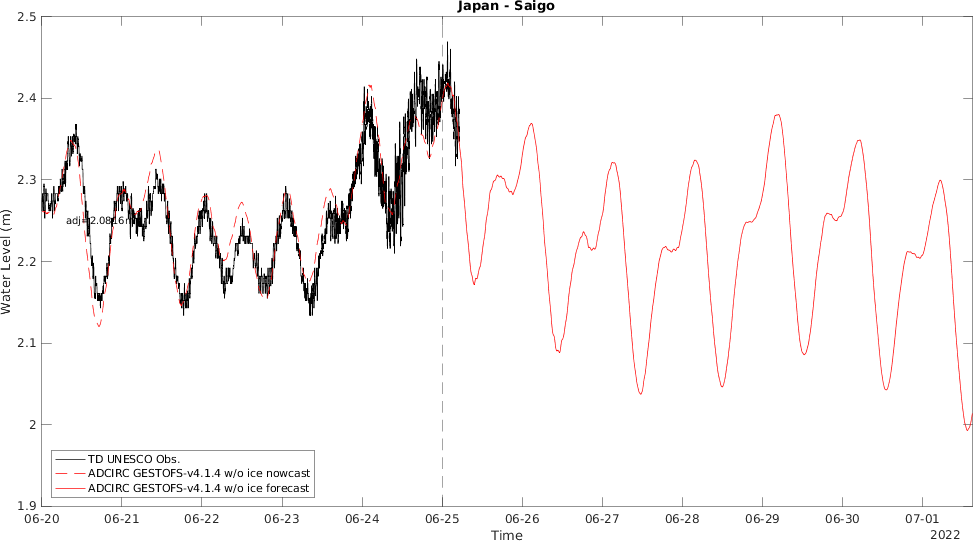 Japan - Saigo
Water Level (m)
2.5
2.4
2.3
2.2
2.1
2
1.9
TD UNESCO Obs.
ADCIRC GESTOFS-v4.1.4 w/o ice nowcast
ADCIRC GESTOFS-v4.1.4 w/o ice forecast
06-20 06-21 06-22 06-23 06-24 06-25 06-26 06-27 06-28 06-29 06-30 07-01
Time
2022